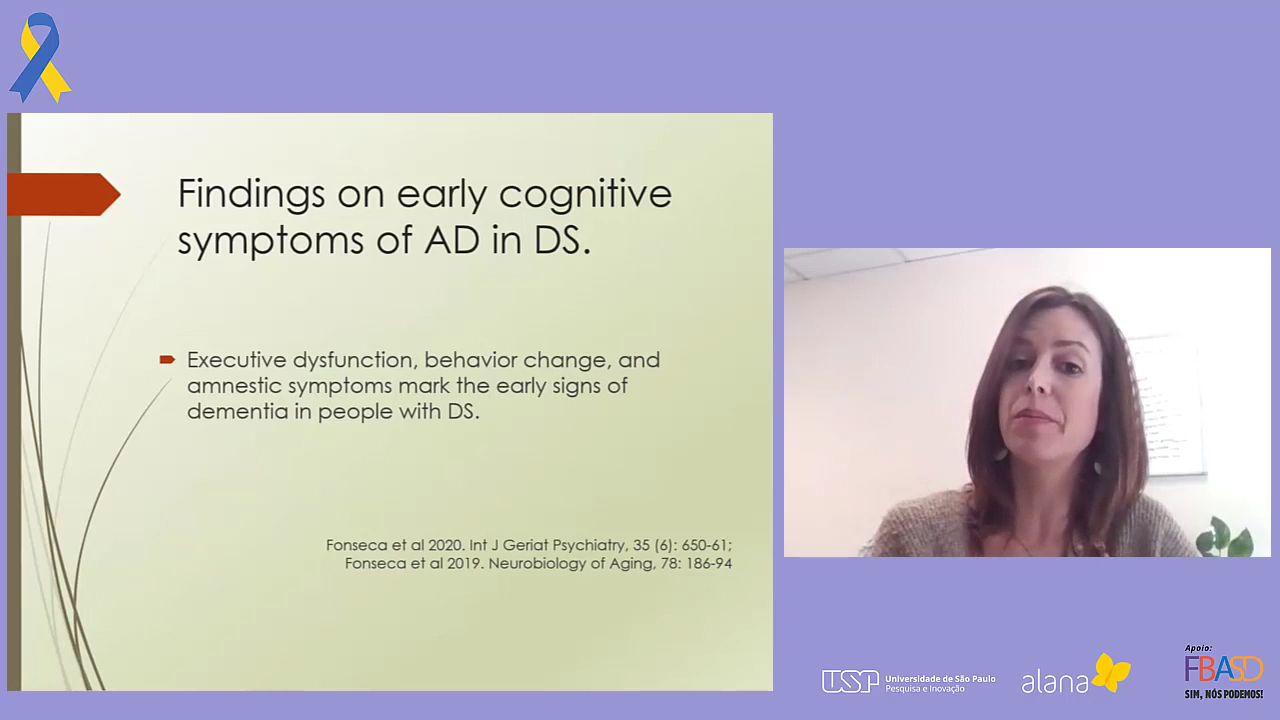 Findings on early cognitive
symptoms of AD in DS.
Executive dysfunction, behavior change, and
amnestic symptoms mark the early signs of
dementia in people with DS.
Fonseca et al 2020. Int J Geriat Psychiatry, 35 (6): 650-61;
Fonseca et al 2019. Neurobiology of Aging, 78: 186-94
USP
Universidade de São Paulo
Pesquisa e Inovação
alana
Apoio:
FBASD
SIM, NÓS PODEMOS!